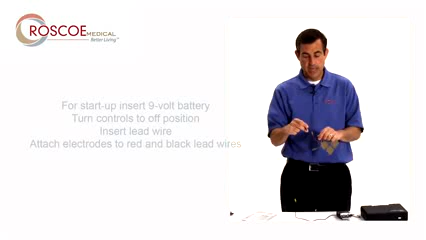 ROSCOE MEDICAL
Better Living™
For start-up insert 9-volt battery
Turn controls to off position
Insert lead wire
Attach electrodes to red and black lead wires